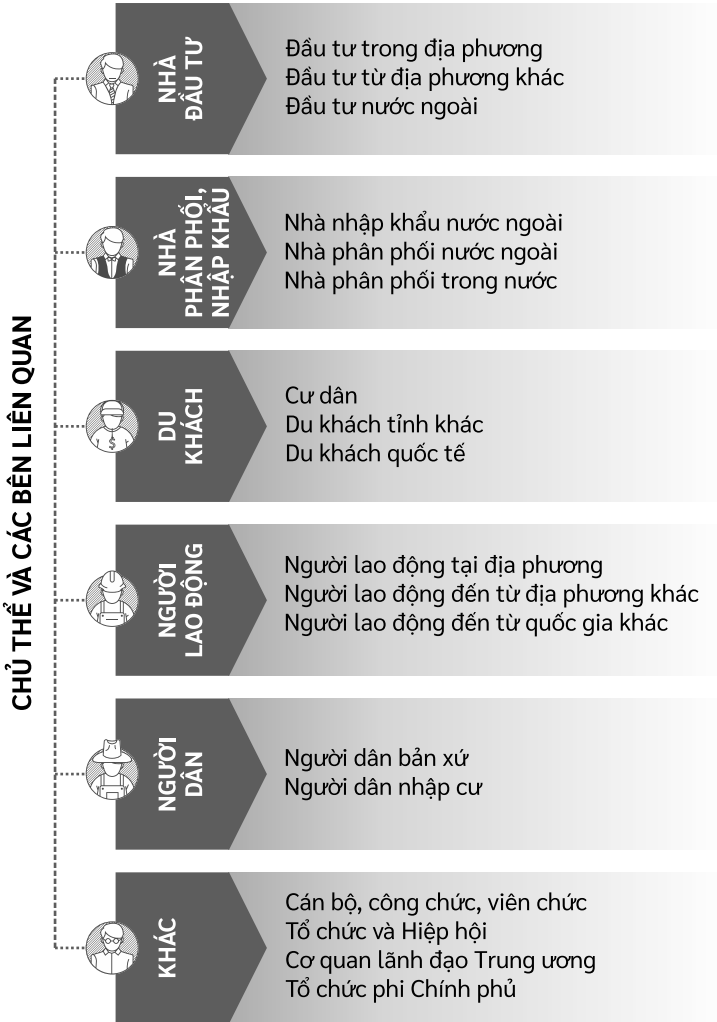 CHỦ THỂ VÀ CÁC BÊN LIÊN QUAN
NHÀ
ĐẦU TƯ
Đầu tư trong địa phương
Đầu tư từ địa phương khác
Đầu tư nước ngoài
NHÀ
PHÂN PHỐI,
NHẬP KHẨU
Nhà nhập khẩu nước ngoài
Nhà phân phối nước ngoài
Nhà phân phối trong nước
DU
KHÁCH
Cư dân
Du khách tỉnh khác
Du khách quốc tế
NGƯỜI
LAO ĐỘNG
Người lao động tại địa phương
Người lao động đến từ địa phương khác
Người lao động đến từ quốc gia khác
NGƯỜI
DÂN
Người dân bản xứ
Người dân nhập cư
KHÁC
Cán bộ, công chức, viên chức
Tổ chức và Hiệp hội
Cơ quan lãnh đạo Trung ương
Tổ chức phi Chính phủ